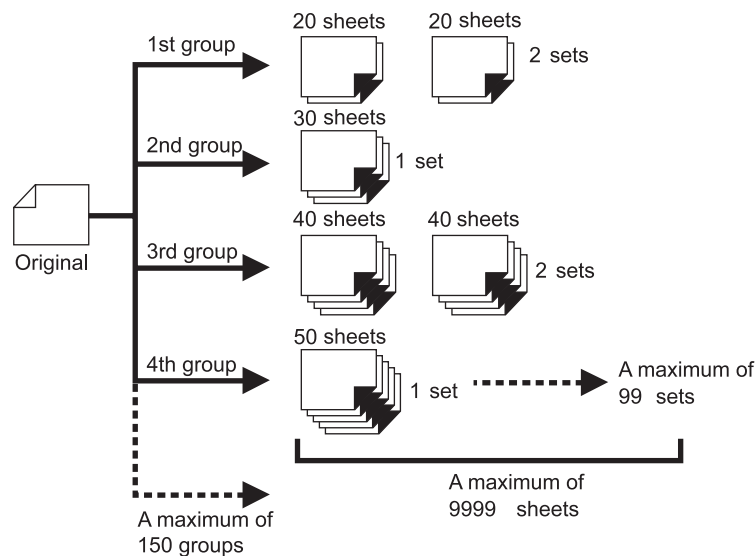 20 sheets
20 sheets
1st group
2 sets
30 sheets
2nd group
1 set
40 sheets
40 sheets
3rd group
2 sets
Original
50 sheets
4th group
1 set
A maximum of
99 sets
A maximum of
9999 sheets
A maximum of
150 groups